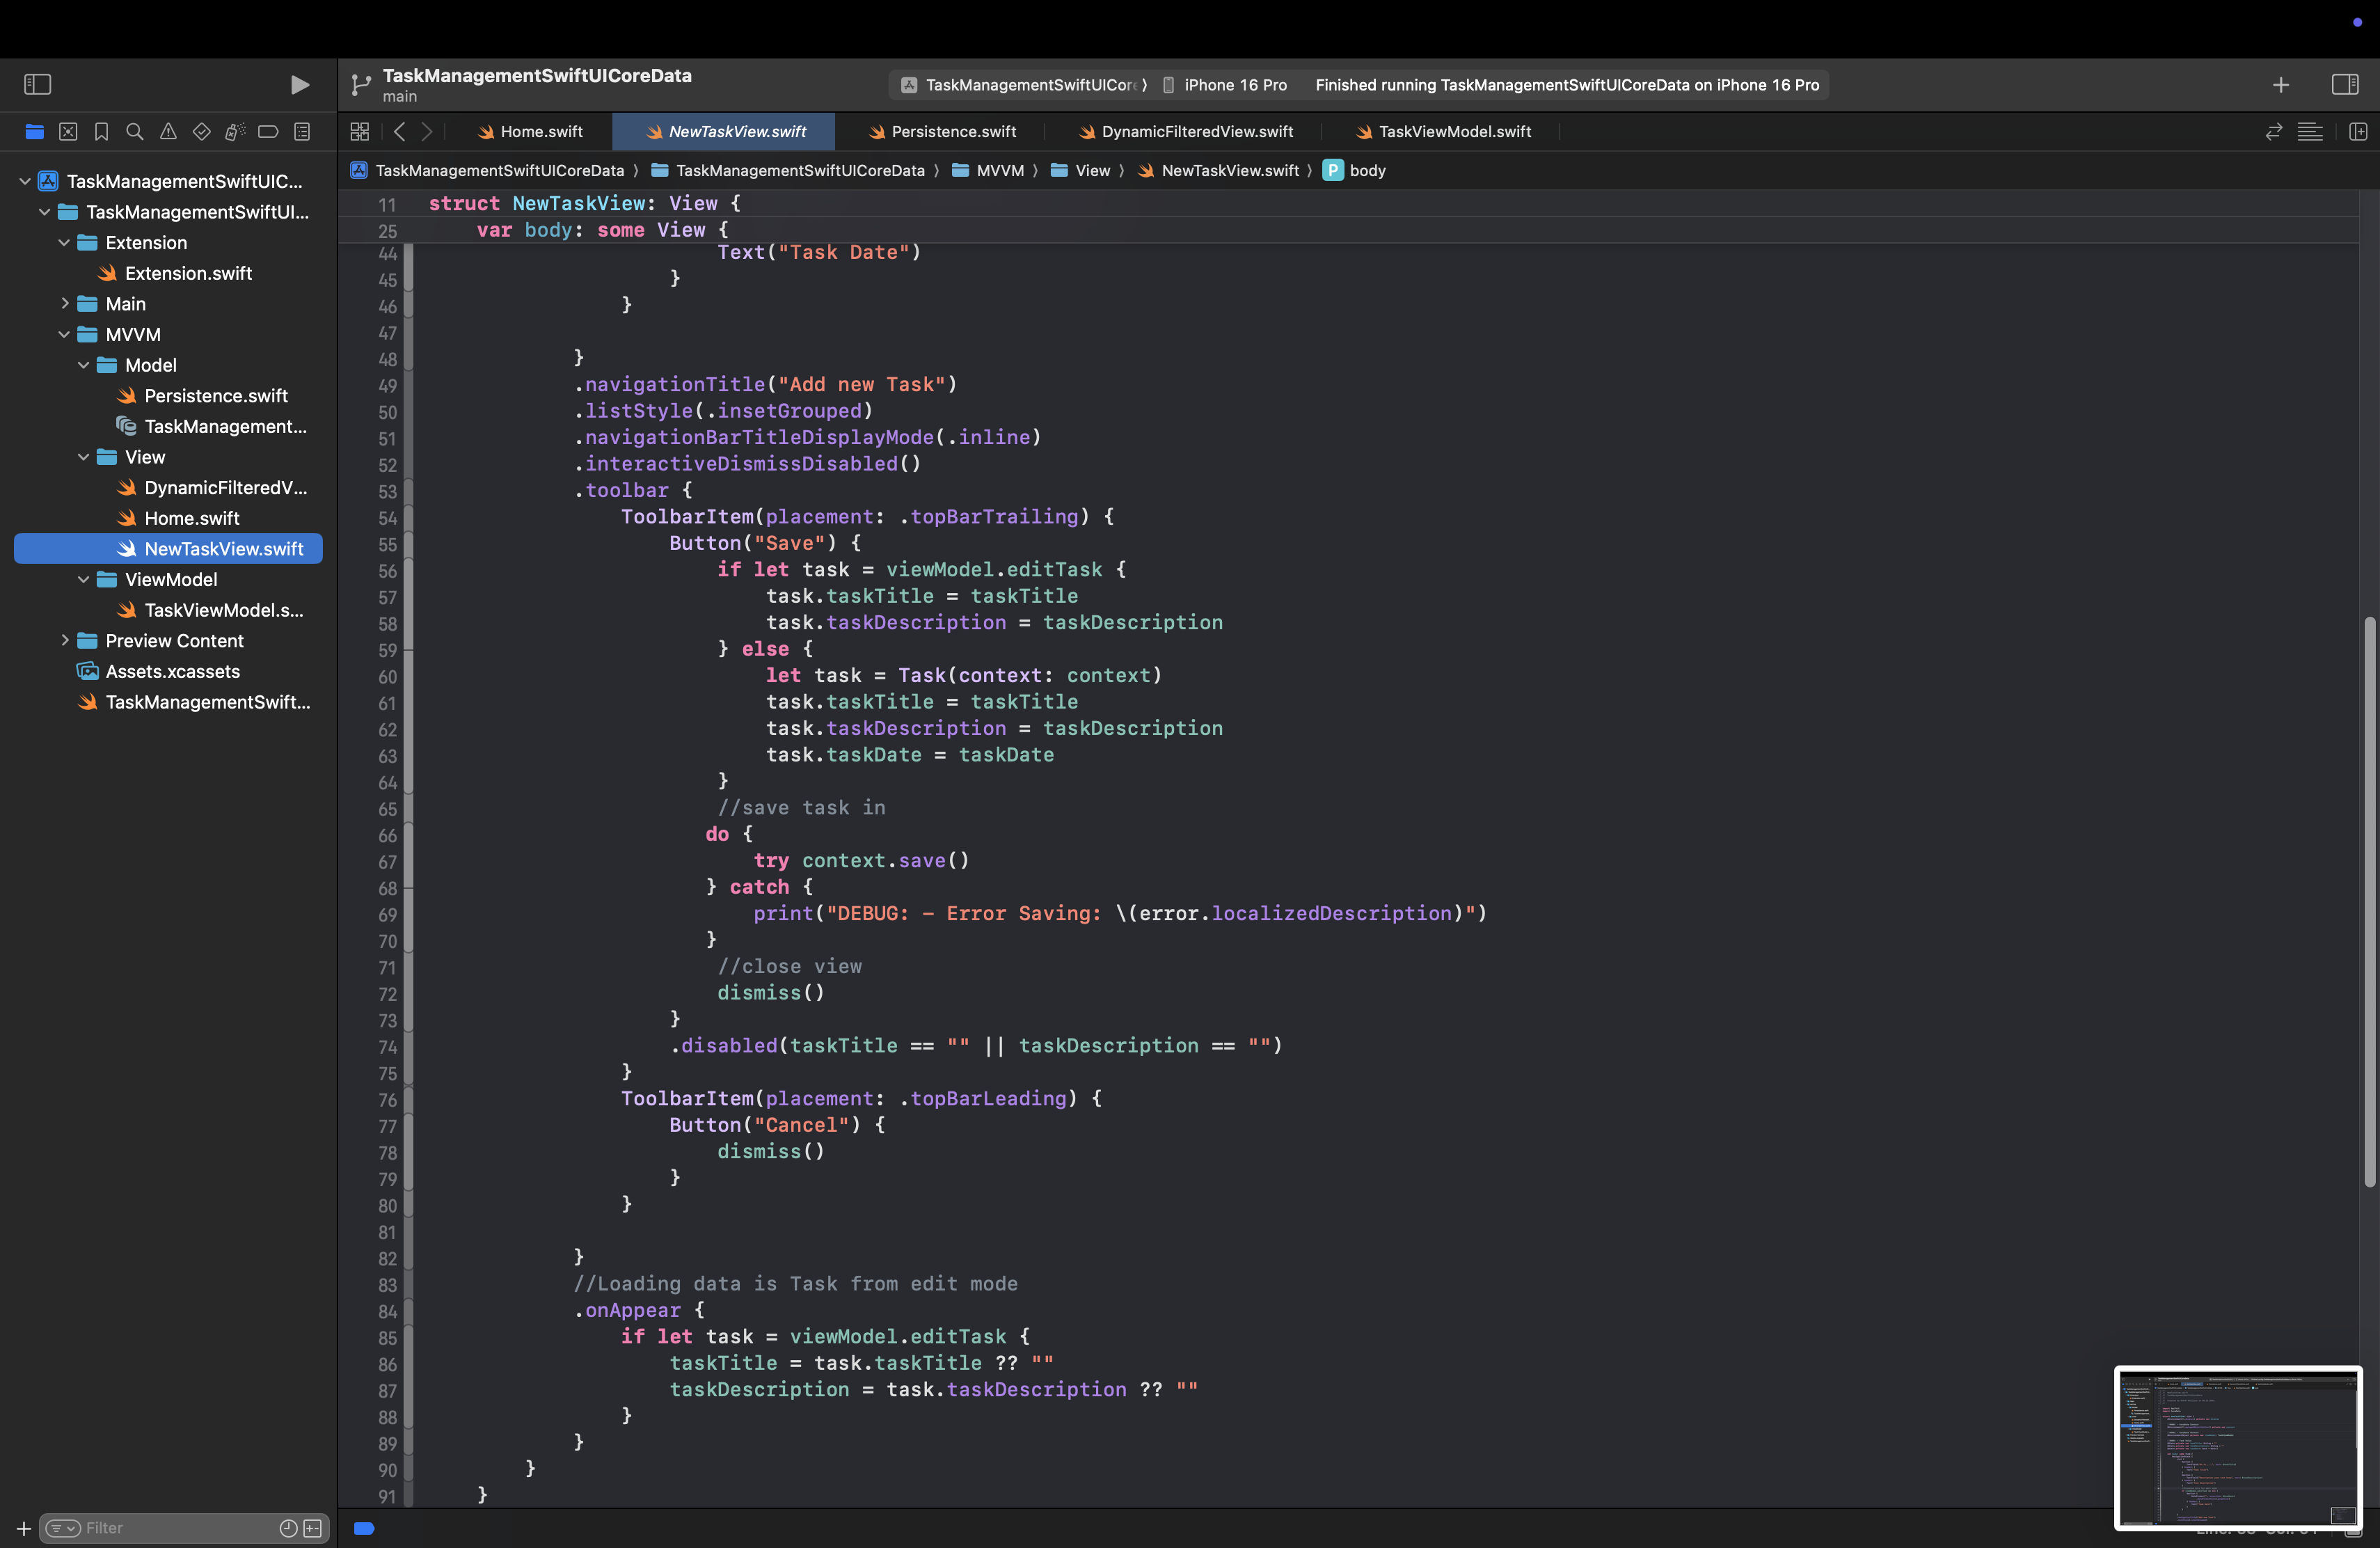 TaskManagementSwiftUICoreData
main
TaskManagementSwiftUICore
iPhone 16 Pro
Finished running TaskManagementSwiftUICoreData on iPhone 16 Pro
Home.swift
NewTaskView.swift
Persistence.swift
DynamicFilteredView.swift
TaskViewModel.swift
TaskManagementSwiftUICoreData
TaskManagementSwiftUICoreData
MVVM
View
NewTaskView.swift
P body
TaskManagementSwiftUIC...
TaskManagementSwiftUI...
Extension
Extension.swift
Main
MVVM
Model
Persistence.swift
TaskManagement...
View
DynamicFilteredV...
Home.swift
NewTaskView.swift
ViewModel
TaskViewModel.s...
Preview Content
Assets.xcassets
TaskManagementSwift...
Filter
11 struct NewTaskView: View {
25 var body: some View {
44 Text("Task Date")
45 }
46 }
47
48 }
49 .navigationTitle("Add new Task")
50 .listStyle(.insetGrouped)
51 .navigationBarTitleDisplayMode(.inline)
52 .interactiveDismissDisabled()
53 .toolbar {
54 ToolbarItem(placement: .topBarTrailing) {
55 Button("Save") {
56 if let task = viewModel.editTask {
57 task.taskTitle = taskTitle
58 task.taskDescription = taskDescription
59 } else {
60 let task = Task(context: context)
61 task.taskTitle = taskTitle
62 task.taskDescription = taskDescription
63 task.taskDate = taskDate
64 }
65 //save task in
66 do {
67 try context.save()
68 } catch {
69 print("DEBUG: – Error Saving: \(error.localizedDescription)")
70 }
71 //close view
72 dismiss()
73 }
74 .disabled(taskTitle == "" || taskDescription == "")
75 }
76 ToolbarItem(placement: .topBarLeading) {
77 Button("Cancel") {
78 dismiss()
79 }
80 }
81
82 }
83 //Loading data is Task from edit mode
84 .onAppear {
85 if let task = viewModel.editTask {
86 taskTitle = task.taskTitle ?? ""
87 taskDescription = task.taskDescription ?? ""
88 }
89 }
90 }
91 }